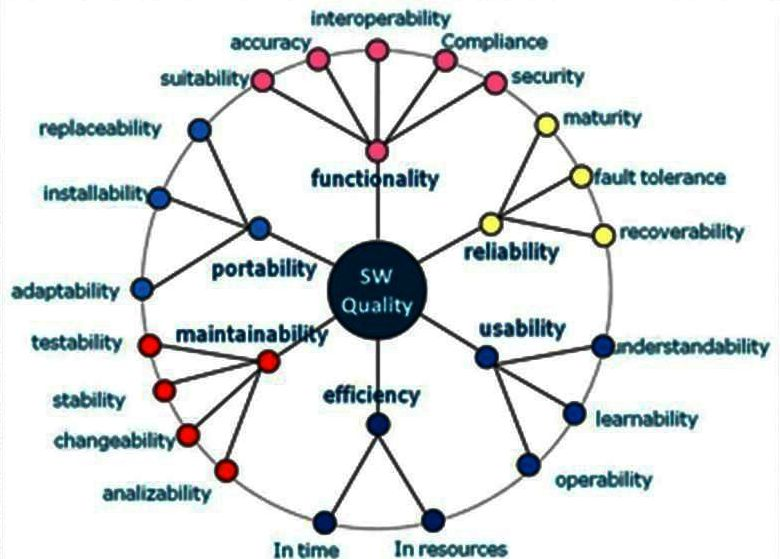 interoperability
accuracy
Compliance
suitability
security
maturity
replaceability
functionality
fault tolerance
installability
recoverability
reliability
portability
SW
Quality
adaptability
usability
maintainability
testability
understandability
efficiency
stability
learnability
changeability
operability
analizability
In time
In resources